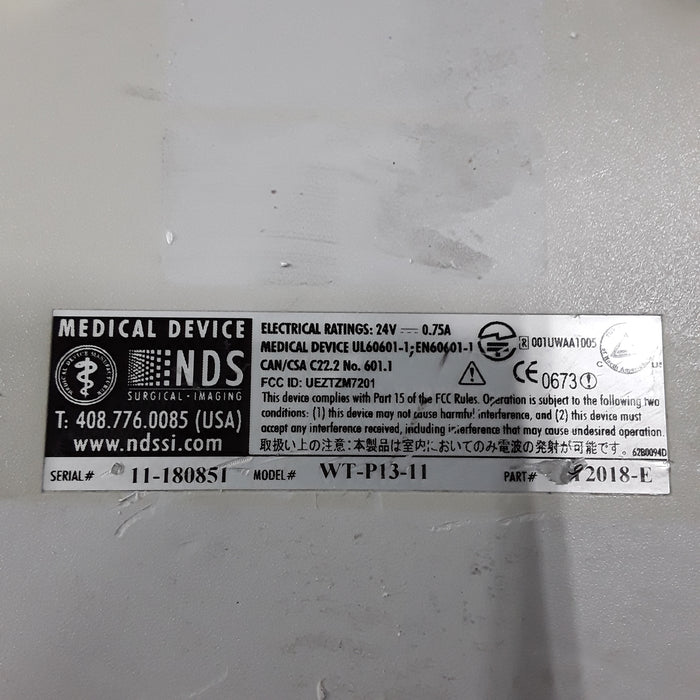 MEDICAL DEVICE
NDS
SURGICAL · IMAGING
T: 408.776.0085 (USA)
www.ndssi.com
ELECTRICAL RATINGS: 24V 0.75A
MEDICAL DEVICE UL60601-1; EN60601-1
CAN/CSA C22.2 No. 601.1
FCC ID: UEZTZM7201
R 001UWAA1005
CE 0673
This device complies with Part 15 of the FCC Rules. Operation is subject to the following two
conditions: (1) this device may not cause harmful interference, and (2) this device must
accept any interference received, including interference that may cause undesired operation.
取扱い上の注意:本製品は室内においてのみ電波の発射が可能です。 62B0094D
SERIAL# 11-180851 MODEL# WT-P13-11 PART# 2018-E